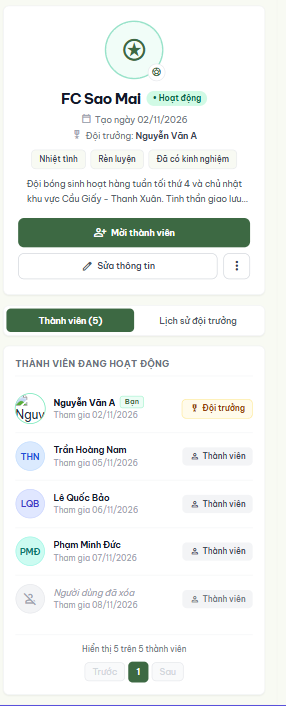 FC Sao Mai • Hoạt động
Tạo ngày 02/11/2026
Đội trưởng: Nguyễn Văn A
Nhiệt tình Rèn luyện Đã có kinh nghiệm
Đội bóng sinh hoạt hàng tuần tối thứ 4 và chủ nhật
khu vực Cầu Giấy - Thanh Xuân. Tinh thần giao lưu...
Mời thành viên
Sửa thông tin
Thành viên (5) Lịch sử đội trưởng
THÀNH VIÊN ĐANG HOẠT ĐỘNG
Nguy
Nguyễn Văn A Bạn
Tham gia 02/11/2026
Đội trưởng
THN
Trần Hoàng Nam
Tham gia 05/11/2026
Thành viên
LQB
Lê Quốc Bảo
Tham gia 06/11/2026
Thành viên
PMĐ
Phạm Minh Đức
Tham gia 07/11/2026
Thành viên
Người dùng đã xóa
Tham gia 08/11/2026
Thành viên
Hiển thị 5 trên 5 thành viên
Trước 1 Sau